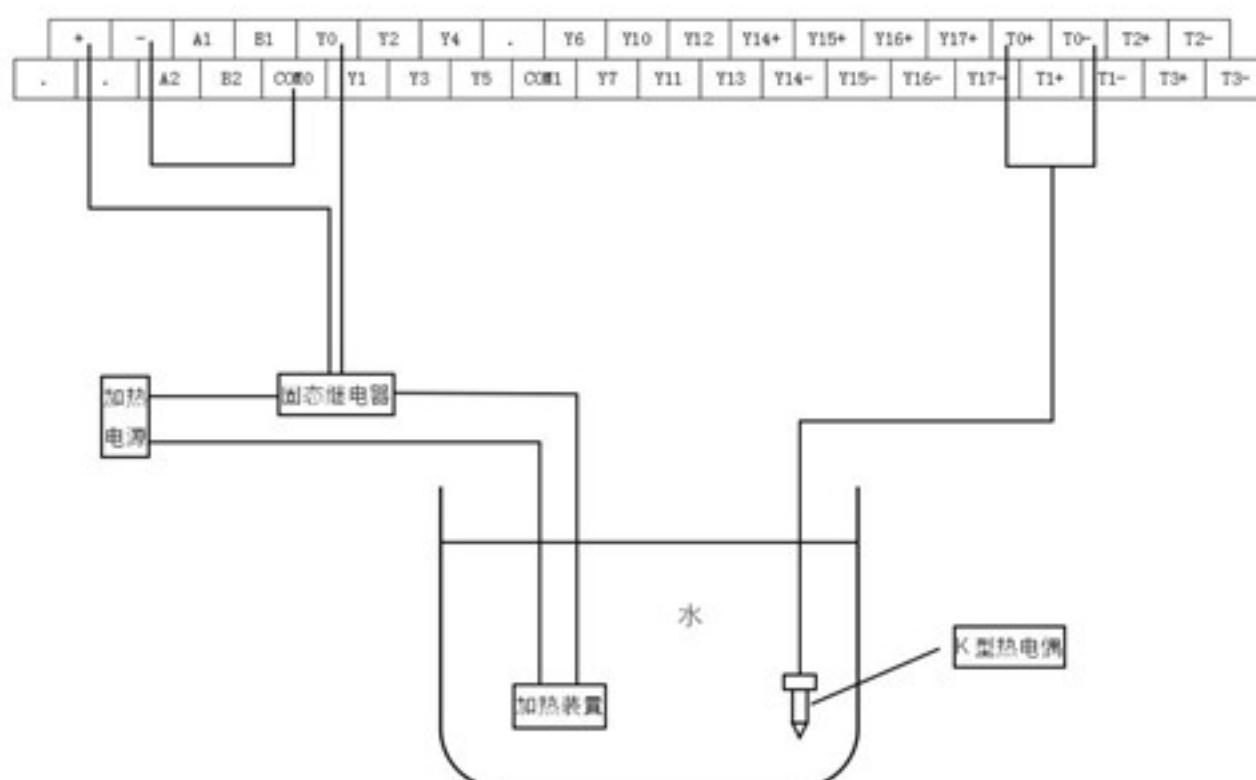 + - A1 B1 Y0 Y2 Y4 . Y6 Y10 Y12 Y14+ Y15+ Y16+ Y17+ T0+ T0- T2+ T2-
. . A2 B2 COM0 Y1 Y3 Y5 COM1 Y7 Y11 Y13 Y14- Y15- Y16- Y17- T1+ T1- T3+ T3-
加热
电源
固态继电器
水
K型热电偶
加热装置